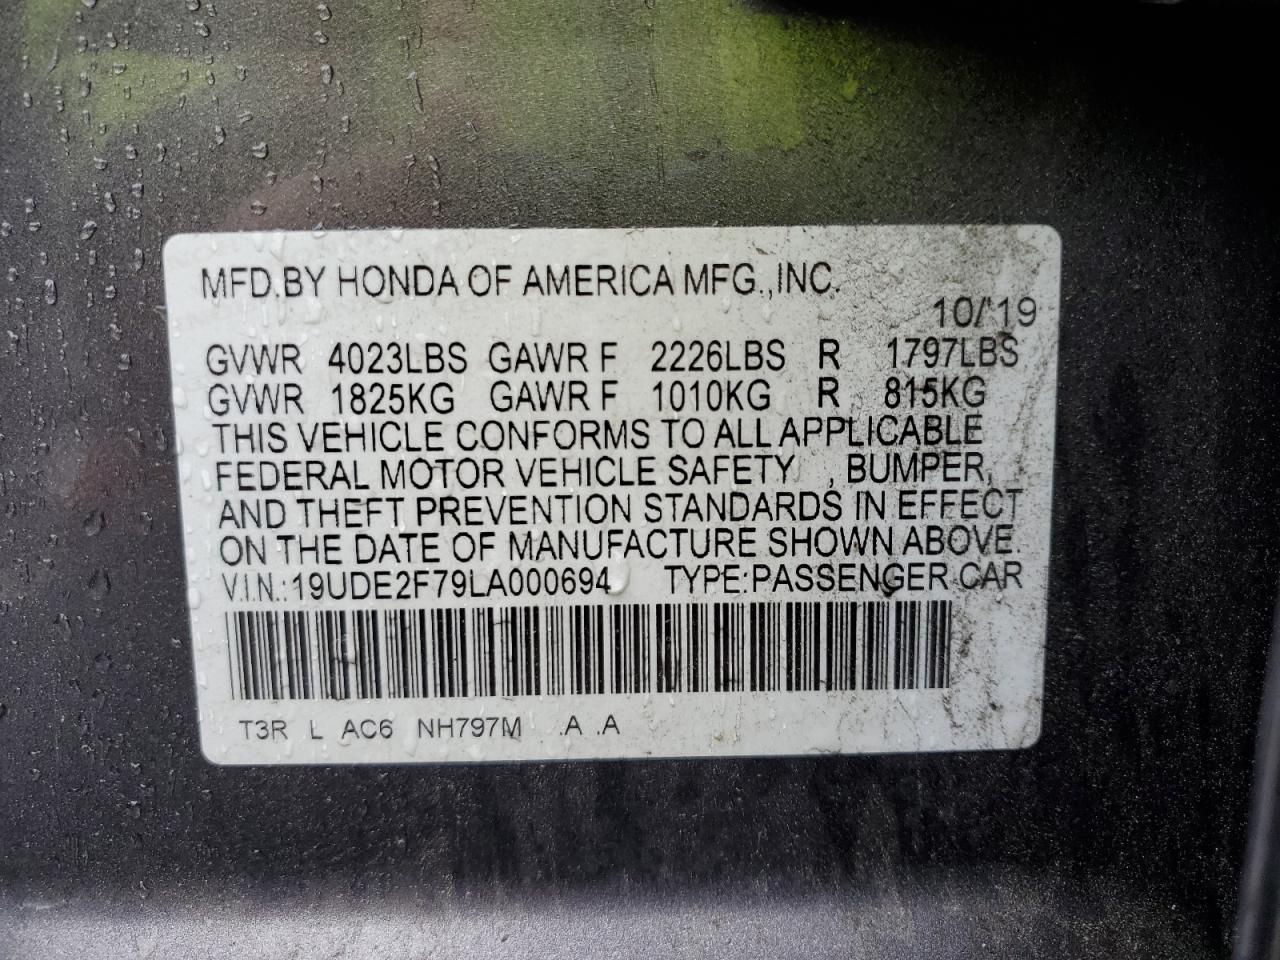 MFD.BY HONDA OF AMERICA MFG.,INC.
10/'19
GVWR 4023LBS GAWR F 2226LBS R 1797LBS
GVWR 1825KG GAWR F 1010KG R 815KG
THIS VEHICLE CONFORMS TO ALL APPLICABLE
FEDERAL MOTOR VEHICLE SAFETY , BUMPER,
AND THEFT PREVENTION STANDARDS IN EFFECT
ON THE DATE OF MANUFACTURE SHOWN ABOVE.
V.I.N.:19UDE2F79LA000694 TYPE:PASSENGER CAR
T3R L AC6 NH797M .A .A